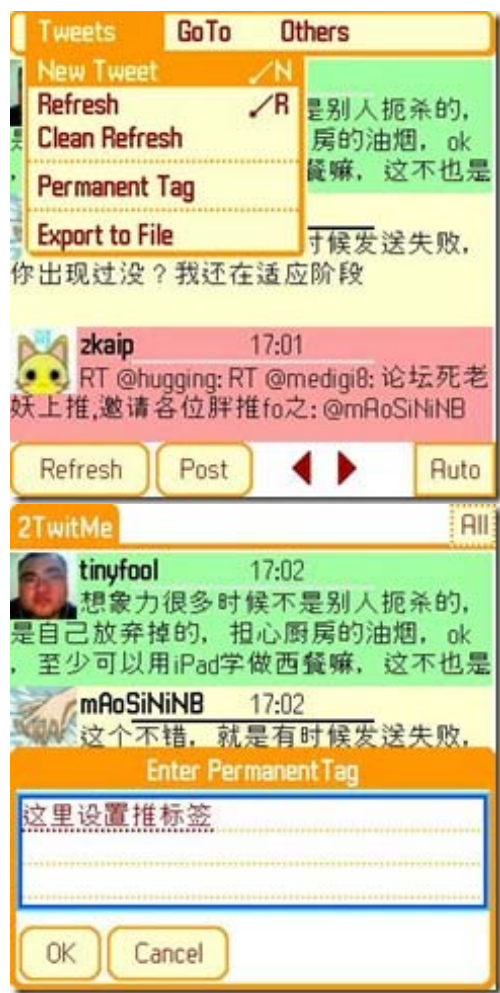 Tweets GoTo Others
New Tweet ／N
Refresh ／R
Clean Refresh
Permanent Tag
Export to File
是别人扼杀的,
房的油烟, ok
餐嘛, 这不也是
时候发送失败,
你出现过没?我还在适应阶段
zkaip 17:01
RT @hugging: RT @medigi8: 论坛死老
妖上推,邀请各位胖推fo之: @mAoSiNiNB
Refresh Post Auto
2TwitMe All
tinyfool 17:02
想象力很多时候不是别人扼杀的,
是自己放弃掉的, 担心厨房的油烟, ok
, 至少可以用iPad学做西餐嘛, 这不也是
mAoSiNiNB 17:02
这个不错, 就是有时候发送失败,
Enter Permanent Tag
这里设置推标签
OK Cancel